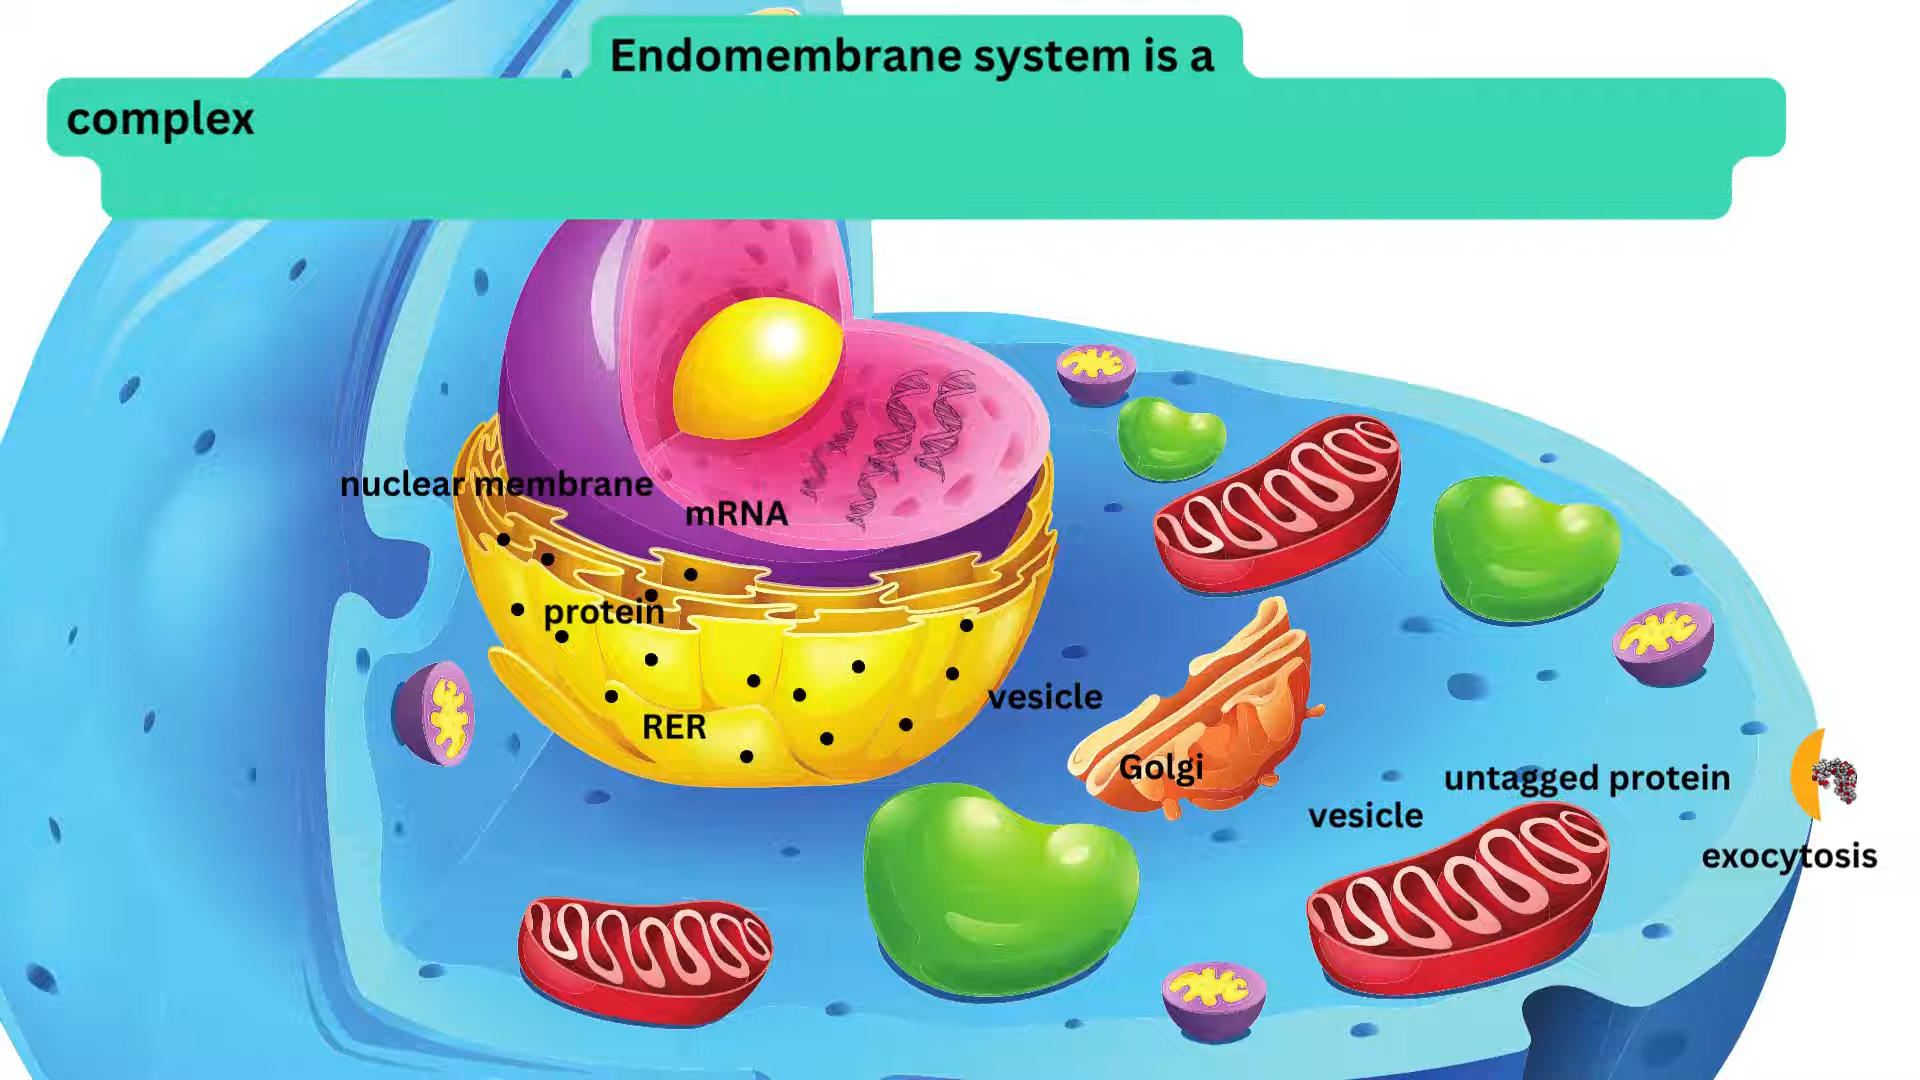 Endomembrane system is a
complex
nuclear membrane
mRNA
protein
RER
vesicle
Golgi
vesicle
untagged protein
exocytosis